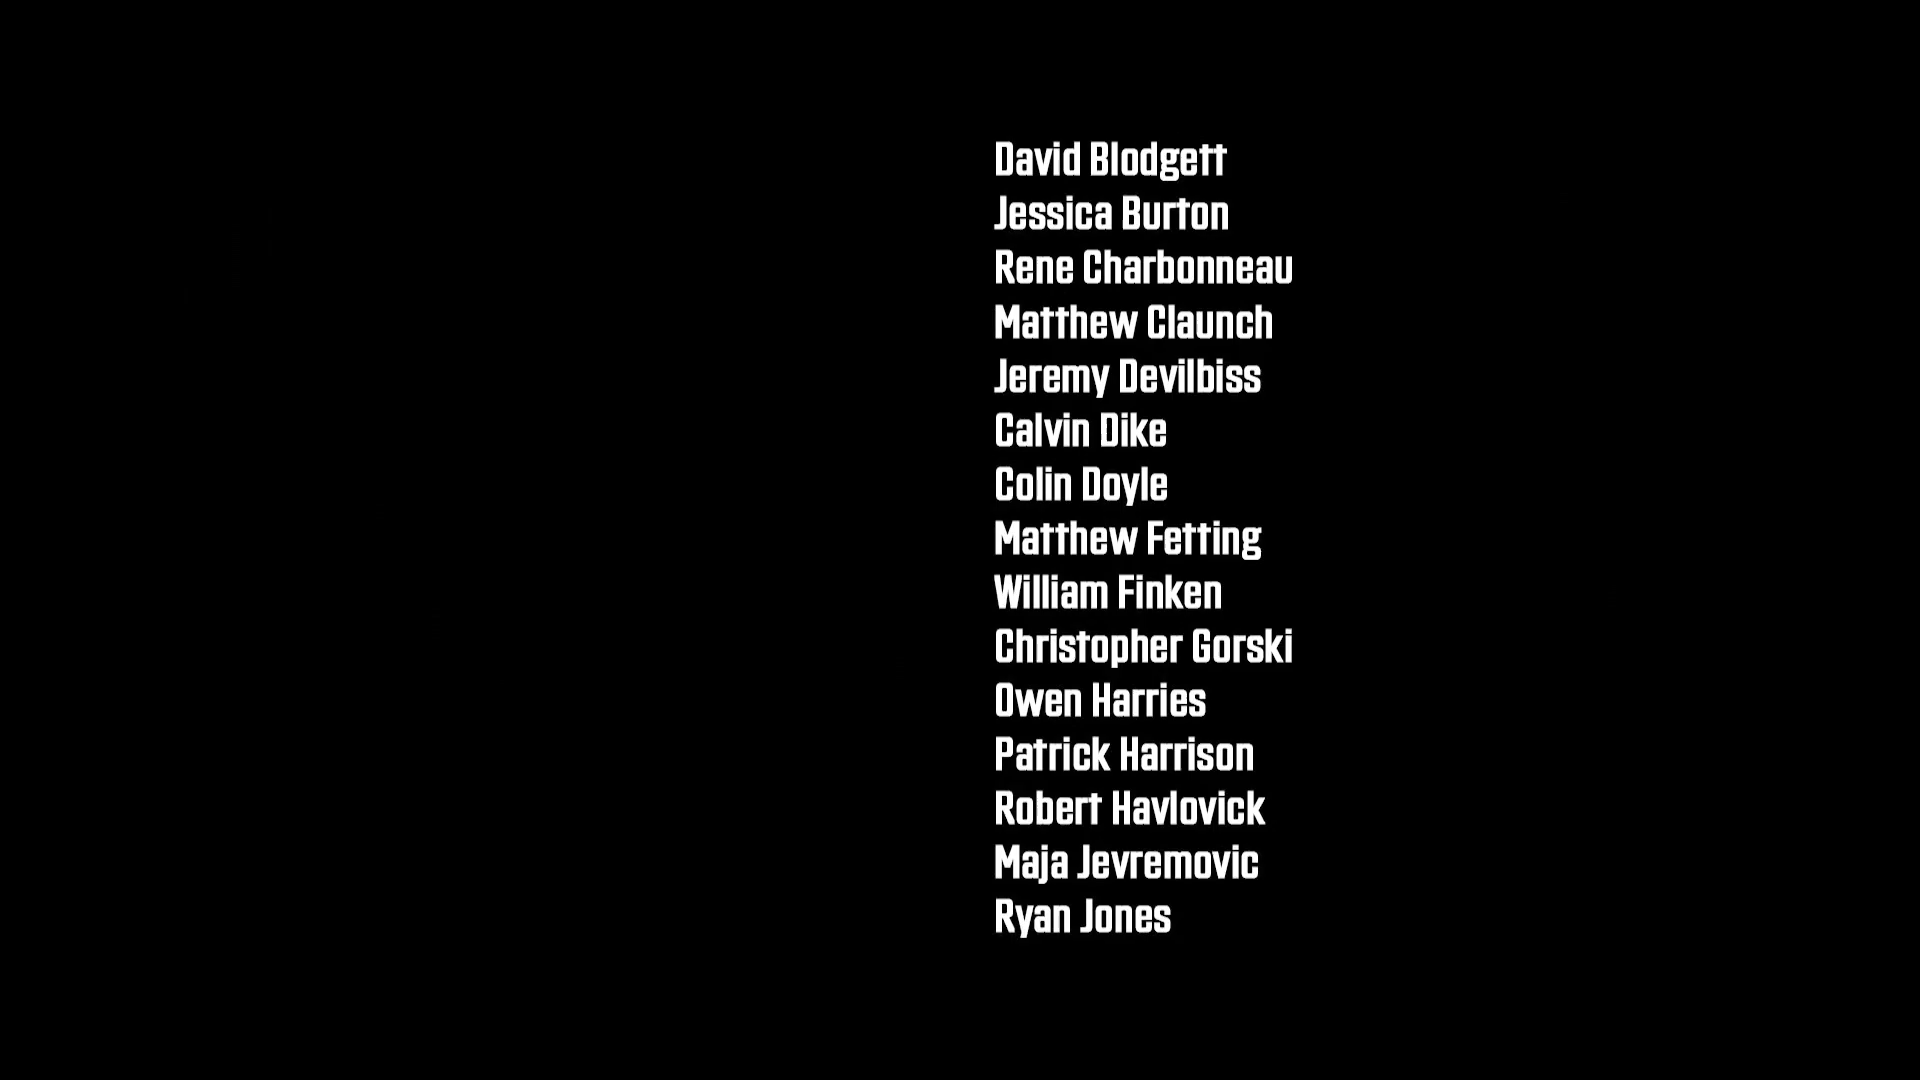 David Blodgett
Jessica Burton
Rene Charbonneau
Matthew Claunch
Jeremy Devilbiss
Calvin Dike
Colin Doyle
Matthew Fetting
William Finken
Christopher Gorski
Owen Harries
Patrick Harrison
Robert Havlovick
Maja Jevremovic
Ryan Jones